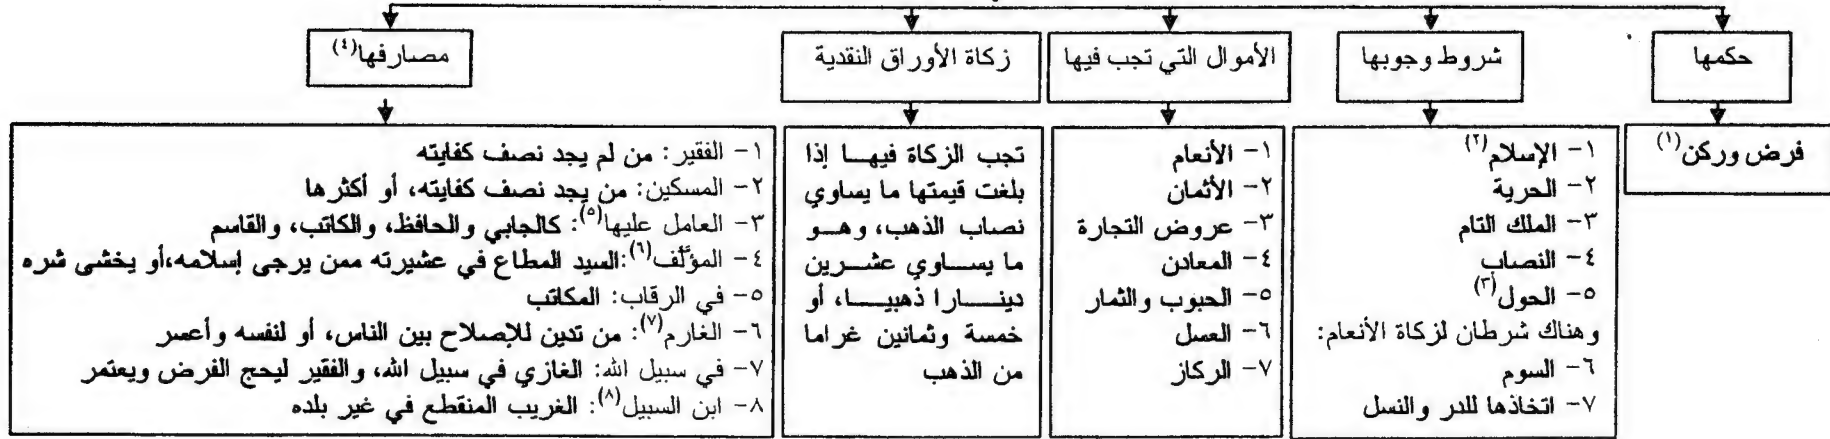 حكمها
فرض وركن(١)
شروط وجوبها
١- الإسلام(٢)
٢- الحرية
٣- الملك التام
٤- النصاب
٥- الحول(٣)
وهناك شرطان لزكاة الأنعام:
٦- السوم
٧- اتخاذها للدر والنسل
الأموال التي تجب فيها
١- الأنعام
٢- الأثمان
٣- عروض التجارة
٤- المعادن
٥- الحبوب والثمار
٦- العسل
٧- الركاز
زكاة الأوراق النقدية
تجب الزكاة فيها إذا
بلغت قيمتها ما يساوي
نصاب الذهب، وهو
ما يساوي عشرين
دينارا ذهبيا، أو
خمسة وثمانين غراما
من الذهب
مصارفها(٤)
١- الفقير: من لم يجد نصف كفايته
٢- المسكين: من يجد نصف كفايته، أو أكثرها
٣- العامل عليها(٥): كالجابي والحافظ، والكاتب، والقاسم
٤- المؤلَّف(٦):السيد المطاع في عشيرته ممن يرجى إسلامه،أو يخشى شره
٥- في الرقاب: المكاتب
٦- الغارم(٧): من تدين للإصلاح بين الناس، أو لنفسه وأعسر
٧- في سبيل الله: الغازي في سبيل الله، والفقير ليحج الفرض ويعتمر
٨- ابن السبيل(٨): الغريب المنقطع في غير بلده